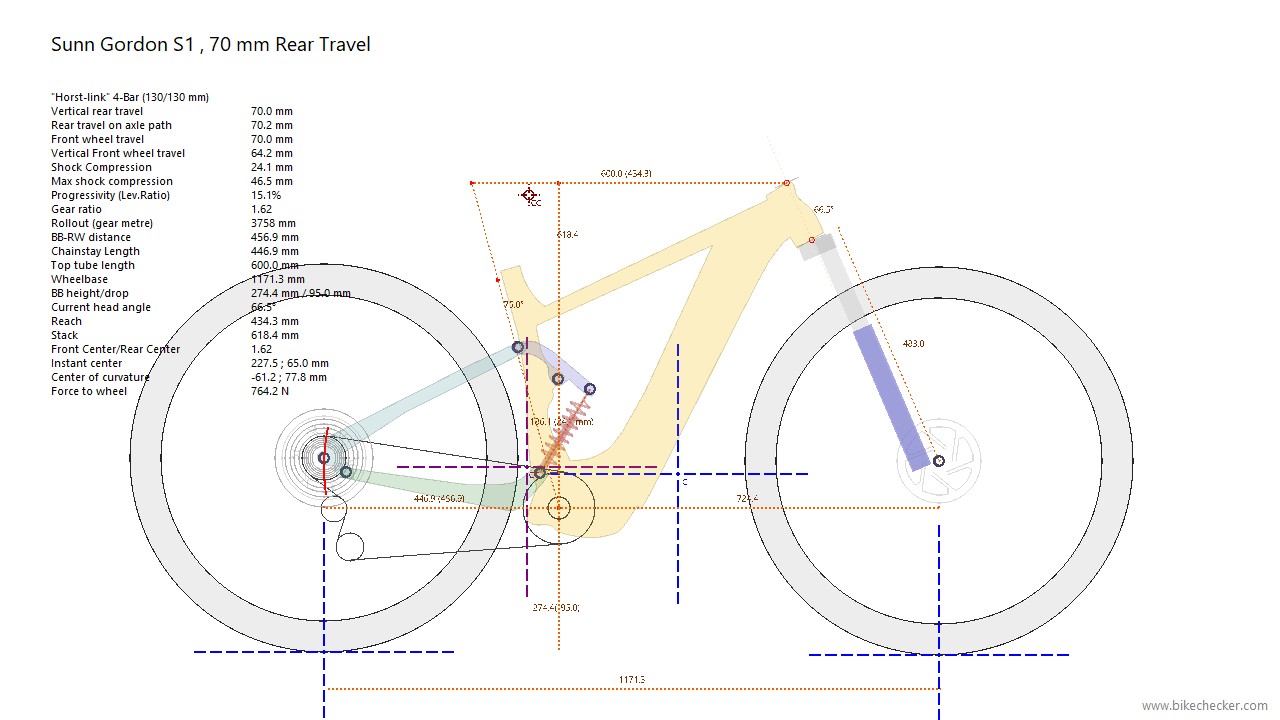 Sunn Gordon S1 , 70 mm Rear Travel
"Horst-link" 4-Bar (130/130 mm)
Vertical rear travel 70.0 mm
Rear travel on axle path 70.2 mm
Front wheel travel 70.0 mm
Vertical Front wheel travel 64.2 mm
Shock Compression 24.1 mm
Max shock compression 46.5 mm
Progressivity (Lev.Ratio) 15.1%
Gear ratio 1.62
Rollout (gear metre) 3758 mm
BB-RW distance 456.9 mm
Chainstay Length 446.9 mm
Top tube length 600.0 mm
Wheelbase 1171.3 mm
BB height/drop 274.4 mm / 95.0 mm
Current head angle 66.5°
Reach 434.3 mm
Stack 618.4 mm
Front Center/Rear Center 1.62
Instant center 227.5 ; 65.0 mm
Center of curvature -61.2 ; 77.8 mm
Force to wheel 764.2 N
600.0 (434.3)
CC
66.5°
618.4
75.0°
483.0
mm)
C
446.9 (456.9)
724.4
274.4(-95.0)
1171.3
www.bikechecker.com